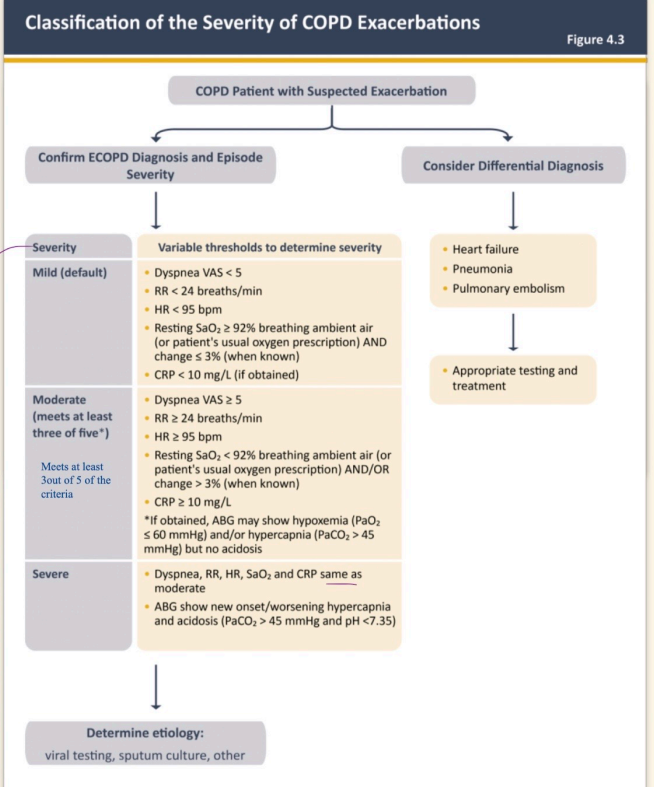 Classification of the Severity of COPD Exacerbations
Figure 4.3
COPD Patient with Suspected Exacerbation
Confirm ECOPD Diagnosis and Episode
Severity
Consider Differential Diagnosis
Severity
Variable thresholds to determine severity
Mild (default)
• Dyspnea VAS < 5
• RR < 24 breaths/min
• HR < 95 bpm
• Resting SaO₂ ≥ 92% breathing ambient air
(or patient's usual oxygen prescription) AND
change ≤ 3% (when known)
• CRP < 10 mg/L (if obtained)
Moderate
(meets at least
three of five*)
Meets at least
3out of 5 of the
criteria
• Dyspnea VAS ≥ 5
• RR ≥ 24 breaths/min
• HR ≥ 95 bpm
• Resting SaO₂ < 92% breathing ambient air (or
patient's usual oxygen prescription) AND/OR
change > 3% (when known)
• CRP ≥ 10 mg/L
*If obtained, ABG may show hypoxemia (PaO₂
≤ 60 mmHg) and/or hypercapnia (PaCO₂ > 45
mmHg) but no acidosis
Severe
• Dyspnea, RR, HR, SaO₂ and CRP same as
moderate
• ABG show new onset/worsening hypercapnia
and acidosis (PaCO₂ > 45 mmHg and pH <7.35)
• Heart failure
• Pneumonia
• Pulmonary embolism
• Appropriate testing and
treatment
Determine etiology:
viral testing, sputum culture, other